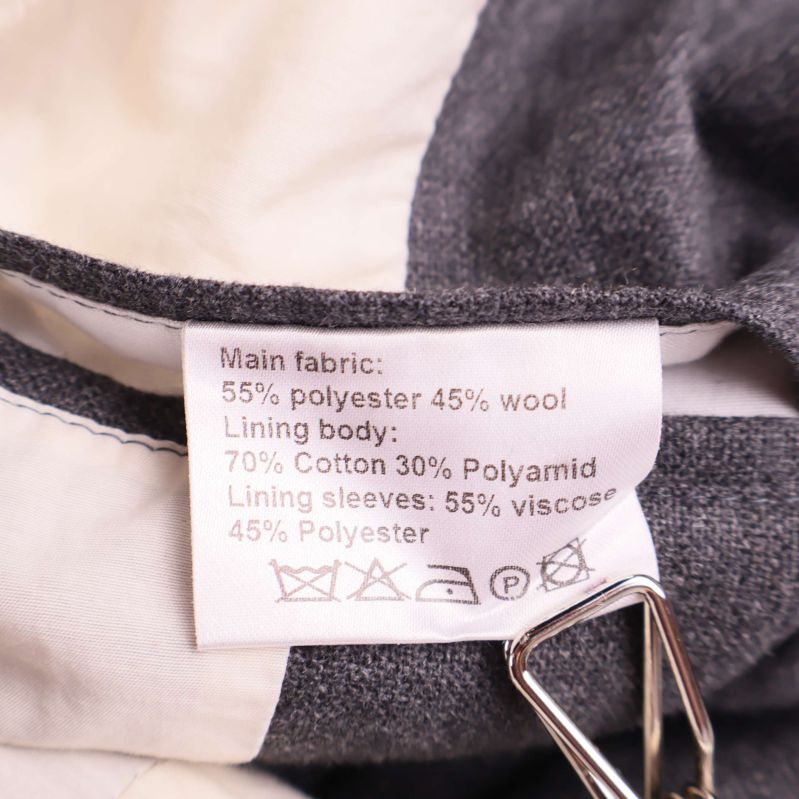 Main fabric:
55% polyester 45% wool
Lining body:
70% Cotton 30% Polyamid
Lining sleeves: 55% viscose
45% Polyester
P